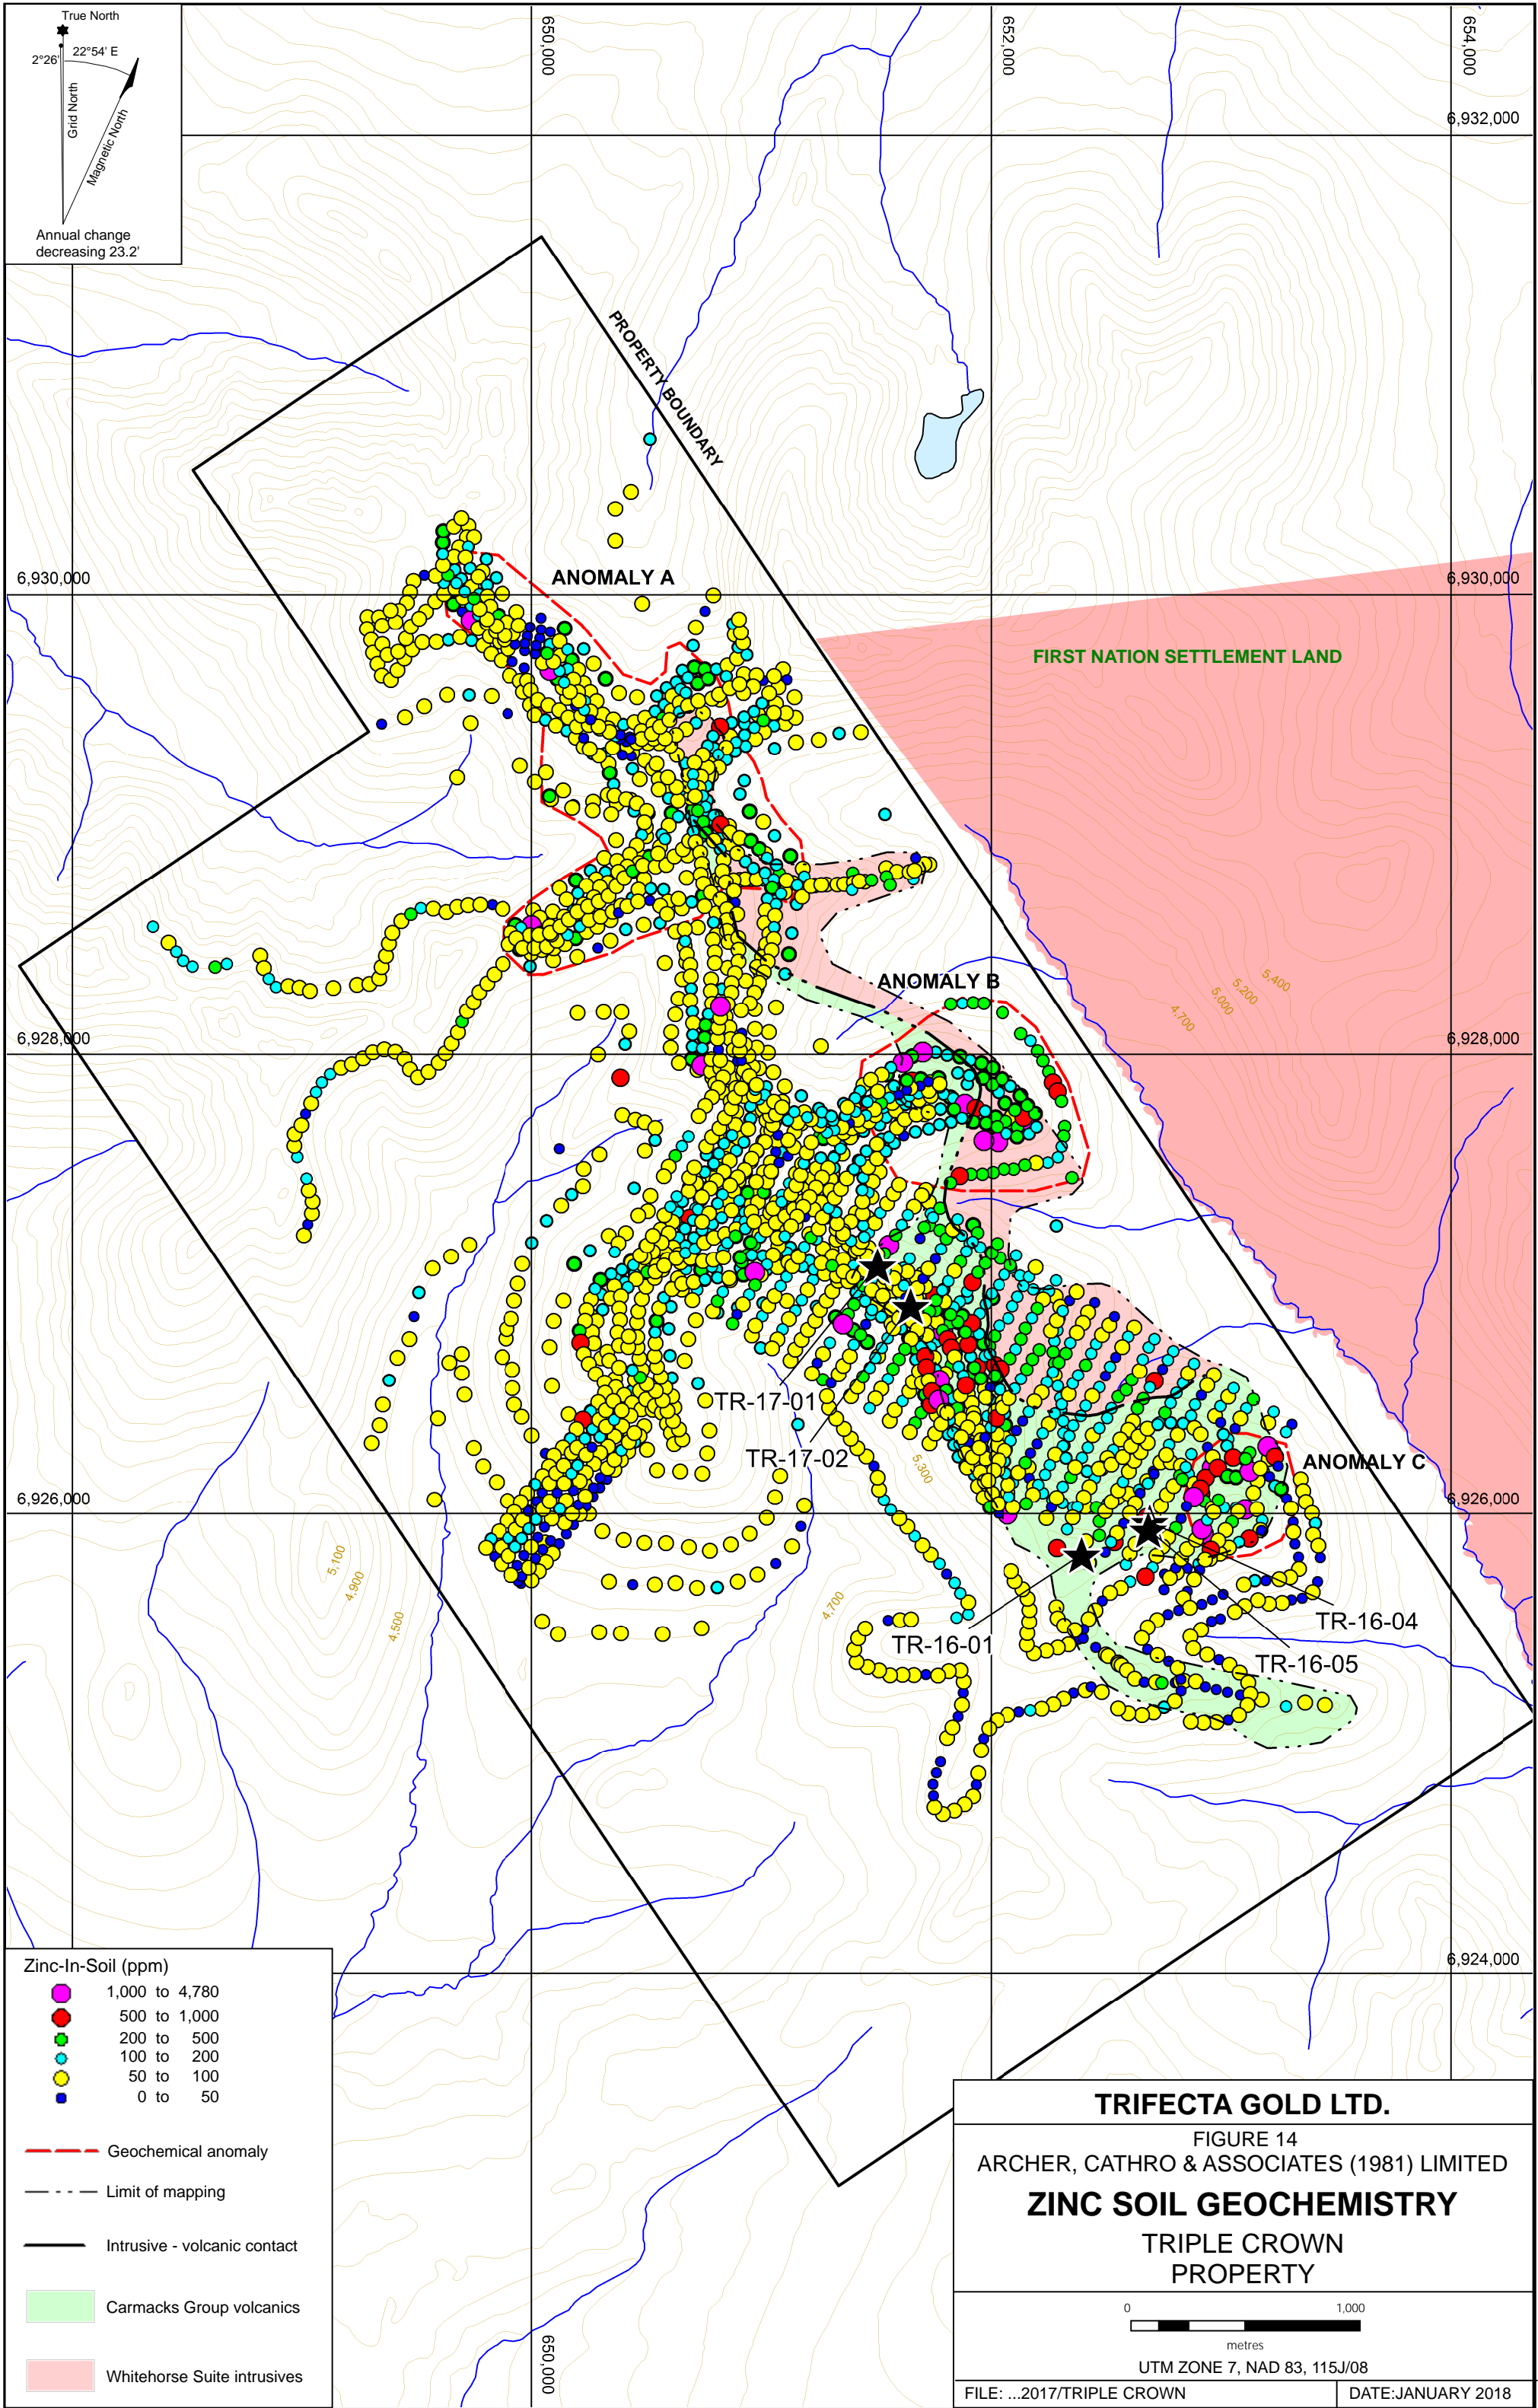 True North
2°26'
22°54' E
Grid North
Magnetic North
Annual change
decreasing 23.2'
650,000
652,000
654,000
6,932,000
PROPERTY BOUNDARY
6,930,000
ANOMALY A
6,930,000
FIRST NATION SETTLEMENT LAND
ANOMALY B
5,400
5,200
5,000
4,700
6,928,000
6,928,000
TR-17-01
TR-17-02
5,300
ANOMALY C
6,926,000
6,926,000
5,100
4,900
4,500
4,700
TR-16-04
TR-16-01
TR-16-05
6,924,000
Zinc-In-Soil (ppm)
1,000 to 4,780
500 to 1,000
200 to 500
100 to 200
50 to 100
0 to 50
Geochemical anomaly
Limit of mapping
Intrusive - volcanic contact
Carmacks Group volcanics
Whitehorse Suite intrusives
650,000
TRIFECTA GOLD LTD.
FIGURE 14
ARCHER, CATHRO & ASSOCIATES (1981) LIMITED
ZINC SOIL GEOCHEMISTRY
TRIPLE CROWN
PROPERTY
0 1,000
metres
UTM ZONE 7, NAD 83, 115J/08
FILE: ...2017/TRIPLE CROWN
DATE:JANUARY 2018